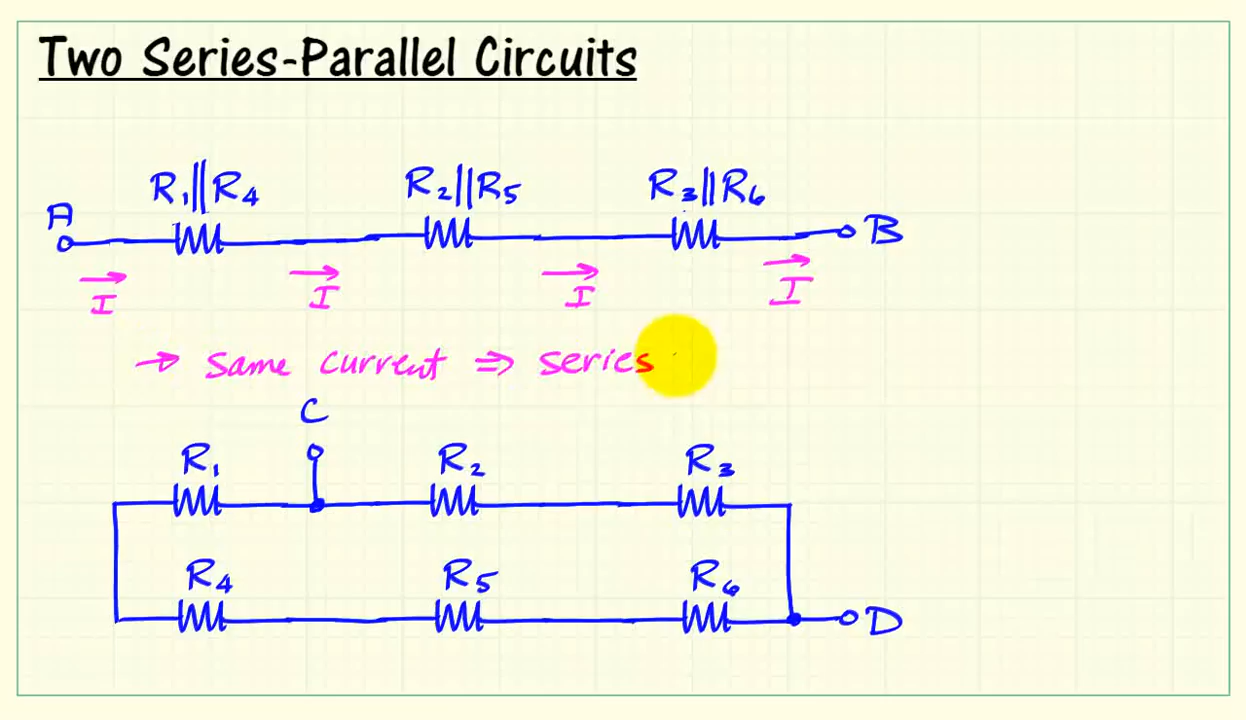 Two Series-Parallel Circuits
R₁||R₄ R₂||R₅ R₃||R₆
A B
I I I I
→ same current ⇒ series
C
R₁ R₂ R₃
R₄ R₅ R₆
D